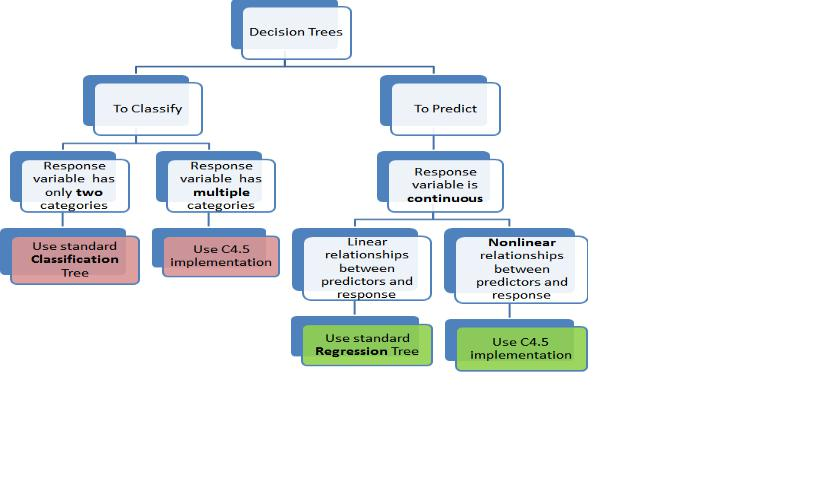 Decision Trees
To Classify
To Predict
Response
variable has
only two
categories
Response
variable has
multiple
categories
Response
variable is
continuous
Use standard
Classification
Tree
Use C4.5
implementation
Linear
relationships
between
predictors and
response
Nonlinear
relationships
between
predictors and
response
Use standard
Regression Tree
Use C4.5
implementation